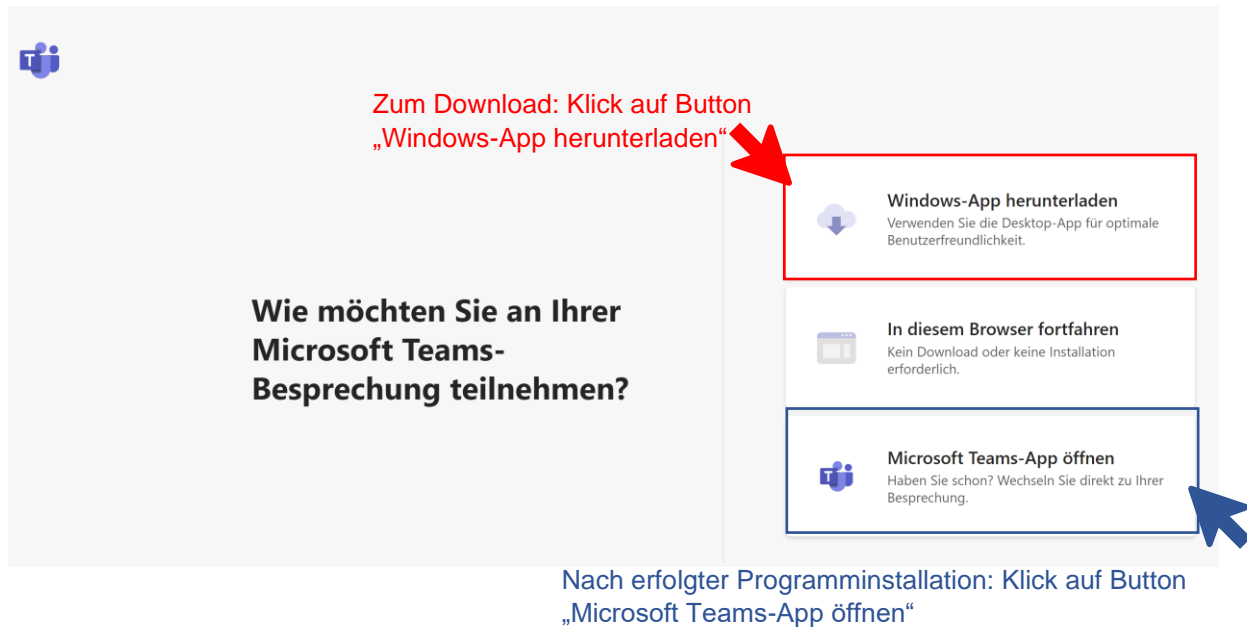 Zum Download: Klick auf Button
„Windows-App herunterladen“
Windows-App herunterladen
Verwenden Sie die Desktop-App für optimale
Benutzerfreundlichkeit.
Wie möchten Sie an Ihrer
Microsoft Teams-
Besprechung teilnehmen?
In diesem Browser fortfahren
Kein Download oder keine Installation
erforderlich.
Microsoft Teams-App öffnen
Haben Sie schon? Wechseln Sie direkt zu Ihrer
Besprechung.
Nach erfolgter Programminstallation: Klick auf Button
„Microsoft Teams-App öffnen“